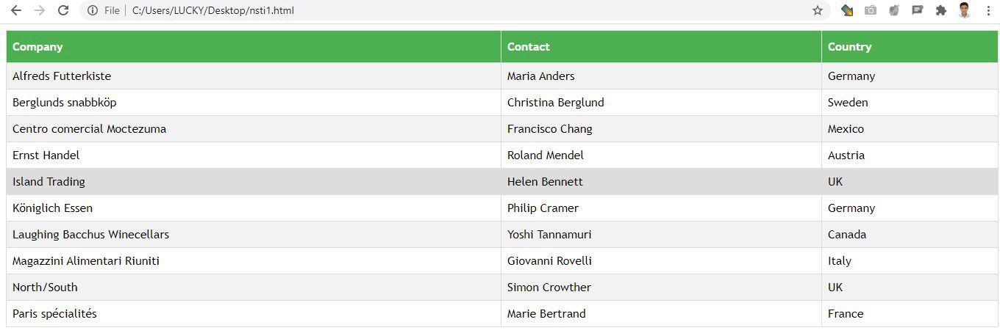 File C:/Users/LUCKY/Desktop/nsti1.html
Company Contact Country
Alfreds Futterkiste Maria Anders Germany
Berglunds snabbköp Christina Berglund Sweden
Centro comercial Moctezuma Francisco Chang Mexico
Ernst Handel Roland Mendel Austria
Island Trading Helen Bennett UK
Königlich Essen Philip Cramer Germany
Laughing Bacchus Winecellars Yoshi Tannamuri Canada
Magazzini Alimentari Riuniti Giovanni Rovelli Italy
North/South Simon Crowther UK
Paris spécialités Marie Bertrand France